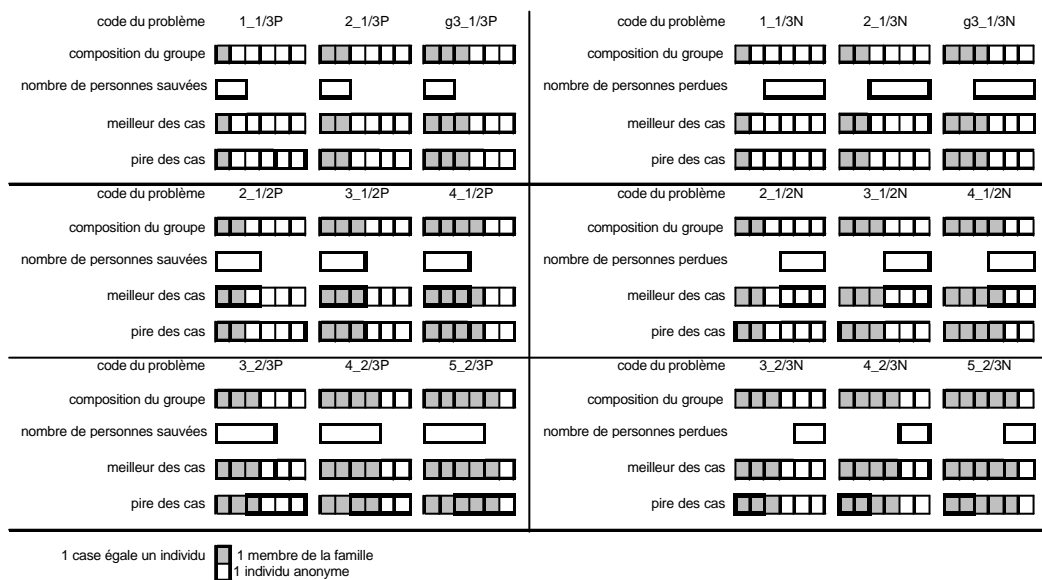 code du problème 1_1/3P 2_1/3P g3_1/3P
composition du groupe
nombre de personnes sauvées
meilleur des cas
pire des cas
code du problème 1_1/3N 2_1/3N g3_1/3N
composition du groupe
nombre de personnes perdues
meilleur des cas
pire des cas
code du problème 2_1/2P 3_1/2P 4_1/2P
composition du groupe
nombre de personnes sauvées
meilleur des cas
pire des cas
code du problème 2_1/2N 3_1/2N 4_1/2N
composition du groupe
nombre de personnes perdues
meilleur des cas
pire des cas
code du problème 3_2/3P 4_2/3P 5_2/3P
composition du groupe
nombre de personnes sauvées
meilleur des cas
pire des cas
code du problème 3_2/3N 4_2/3N 5_2/3N
composition du groupe
nombre de personnes perdues
meilleur des cas
pire des cas
1 case égale un individu 1 membre de la famille
1 individu anonyme